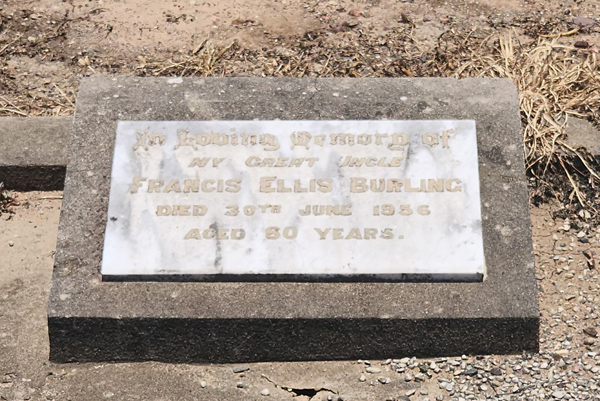 In Loving Memory of
MY GREAT UNCLE
FRANCIS ELLIS BURLING
DIED 30TH JUNE 1956
AGED 80 YEARS.